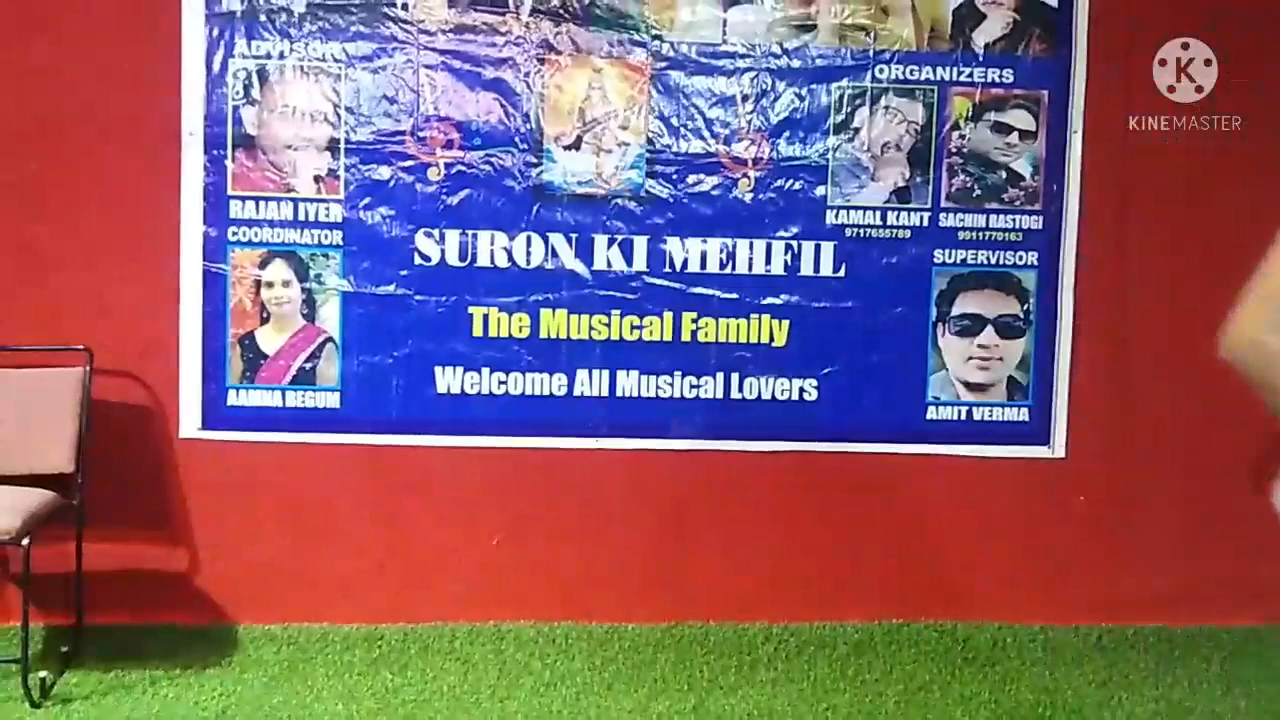 ADVISOR
ORGANIZERS
KINEMASTER
RAJAN IYER
KAMAL KANT
SACHIN RASTOGI
9717655789
9911770163
COORDINATOR
SURON KI MEHFIL
SUPERVISOR
The Musical Family
Welcome All Musical Lovers
AAMNA BEGUM
AMIT VERMA